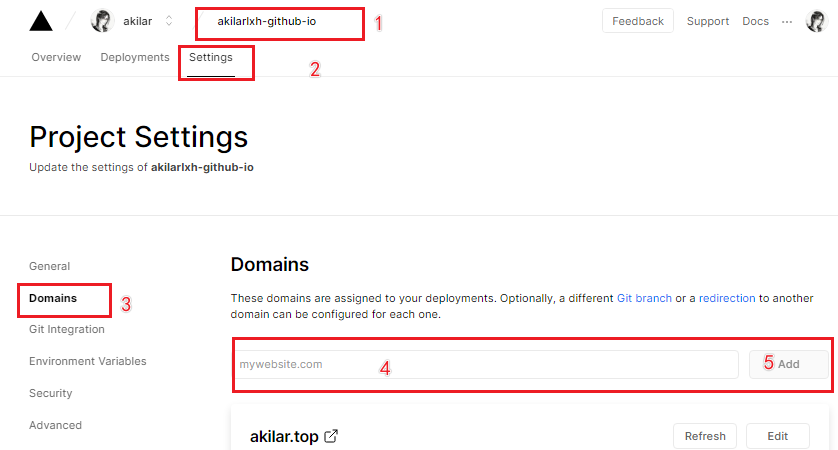 akilar
akilarlxh-github-io
1
Feedback
Support
Docs
Overview
Deployments
Settings
2
Project Settings
Update the settings of akilarlxh-github-io
General
Domains
3
Git Integration
Environment Variables
Security
Advanced
Domains
These domains are assigned to your deployments. Optionally, a different Git branch or a redirection to another
domain can be configured for each one.
mywebsite.com
4
5
Add
akilar.top
Refresh
Edit